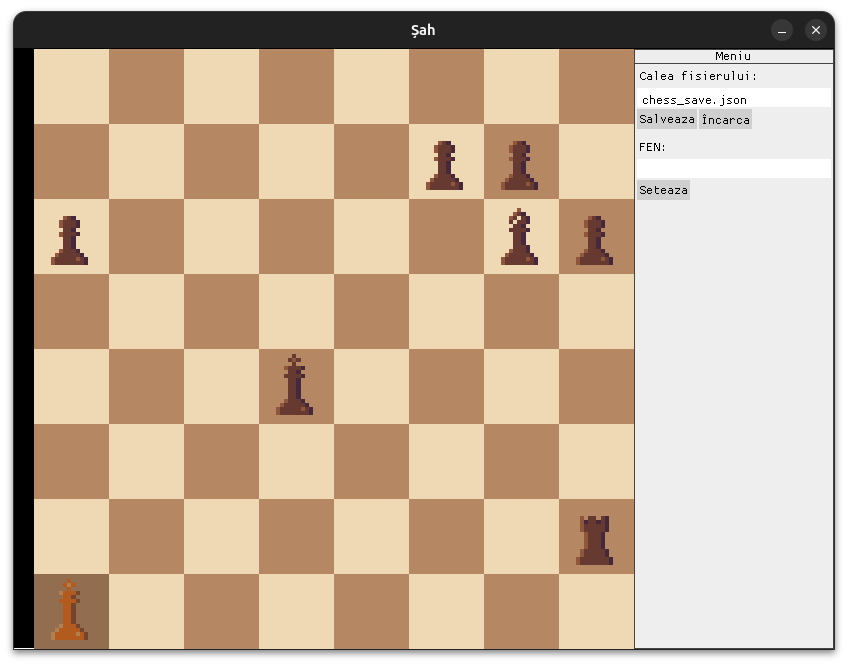 Șah
Meniu
Calea fisierului:
chess_save.json
Salveaza Încarca
FEN:
Seteaza